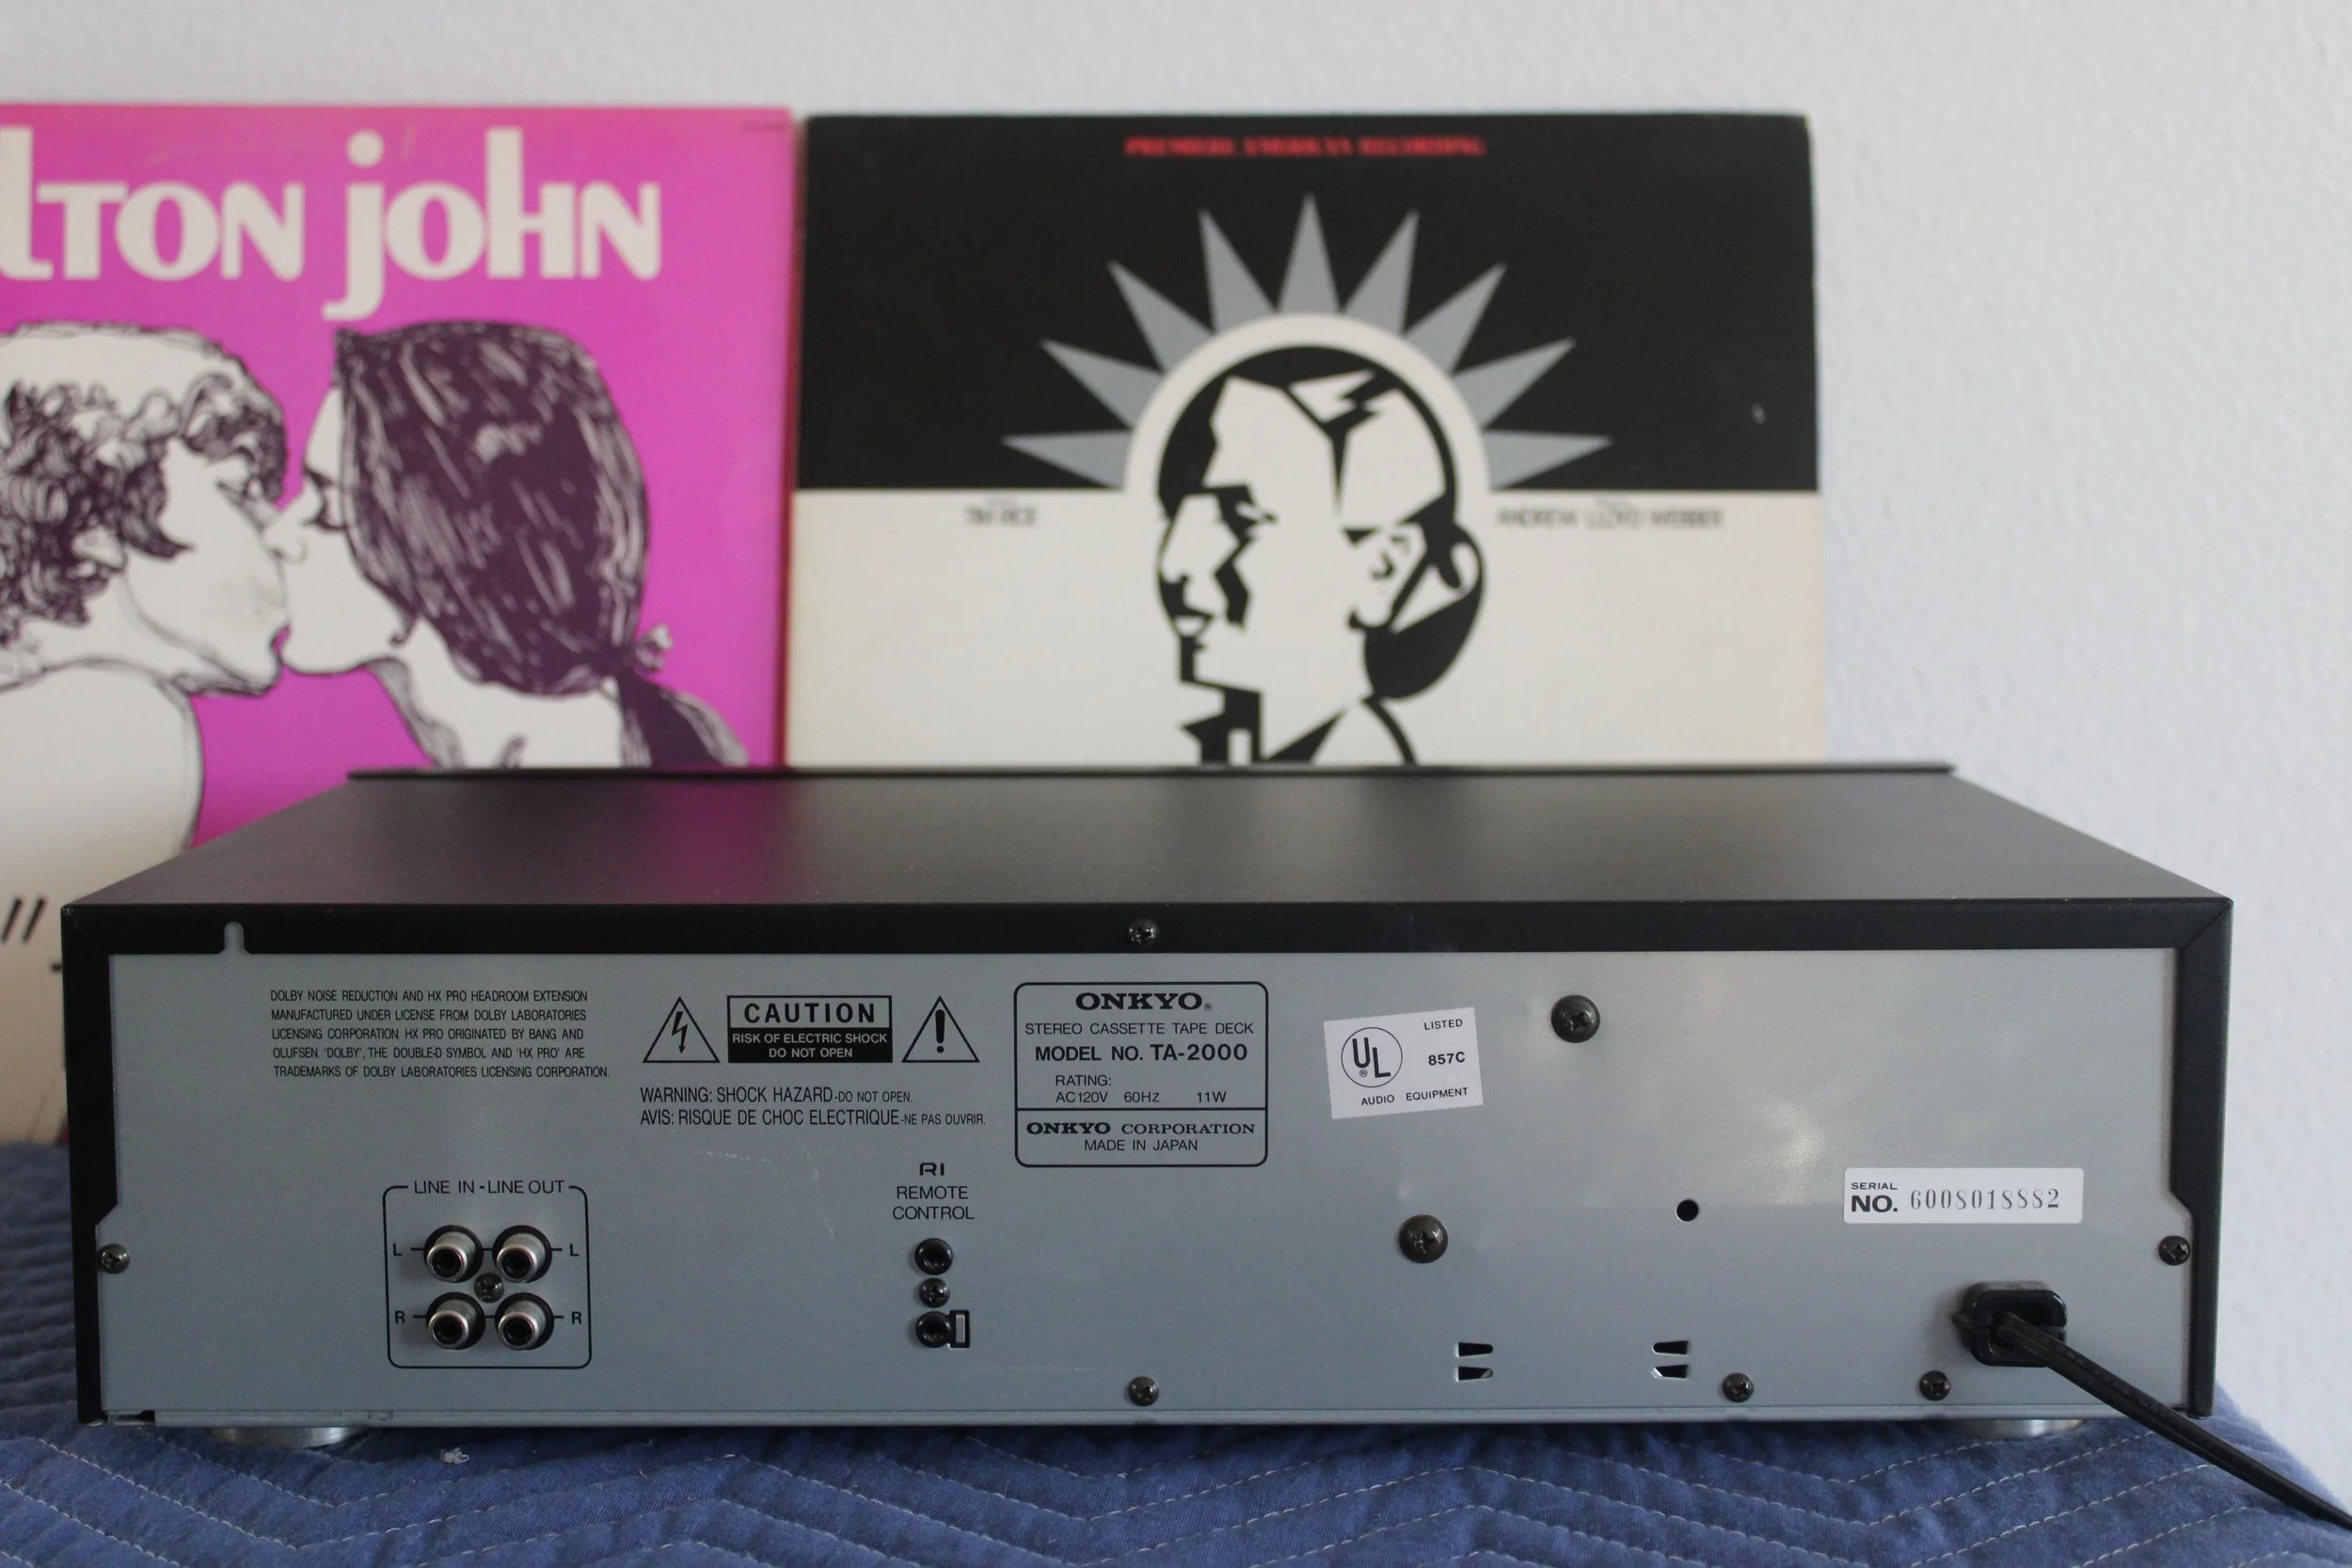 lTON johN
PREMIERE AMERICAN RECORDING
TIM RICE
ANDREW LLOYD WEBBER
DOLBY NOISE REDUCTION AND HX PRO HEADROOM EXTENSION
MANUFACTURED UNDER LICENSE FROM DOLBY LABORATORIES
LICENSING CORPORATION. HX PRO ORIGINATED BY BANG AND
OLUFSEN. 'DOLBY', THE DOUBLE-D SYMBOL AND 'HX PRO' ARE
TRADEMARKS OF DOLBY LABORATORIES LICENSING CORPORATION.
CAUTION
RISK OF ELECTRIC SHOCK
DO NOT OPEN
WARNING: SHOCK HAZARD-DO NOT OPEN.
AVIS: RISQUE DE CHOC ELECTRIQUE-NE PAS OUVRIR.
ONKYO®
STEREO CASSETTE TAPE DECK
MODEL NO. TA-2000
RATING:
AC120V 60HZ 11W
ONKYO CORPORATION
MADE IN JAPAN
UL®
LISTED
857C
AUDIO EQUIPMENT
SERIAL
NO. 6008018882
LINE IN - LINE OUT
L L
R R
RI
REMOTE
CONTROL